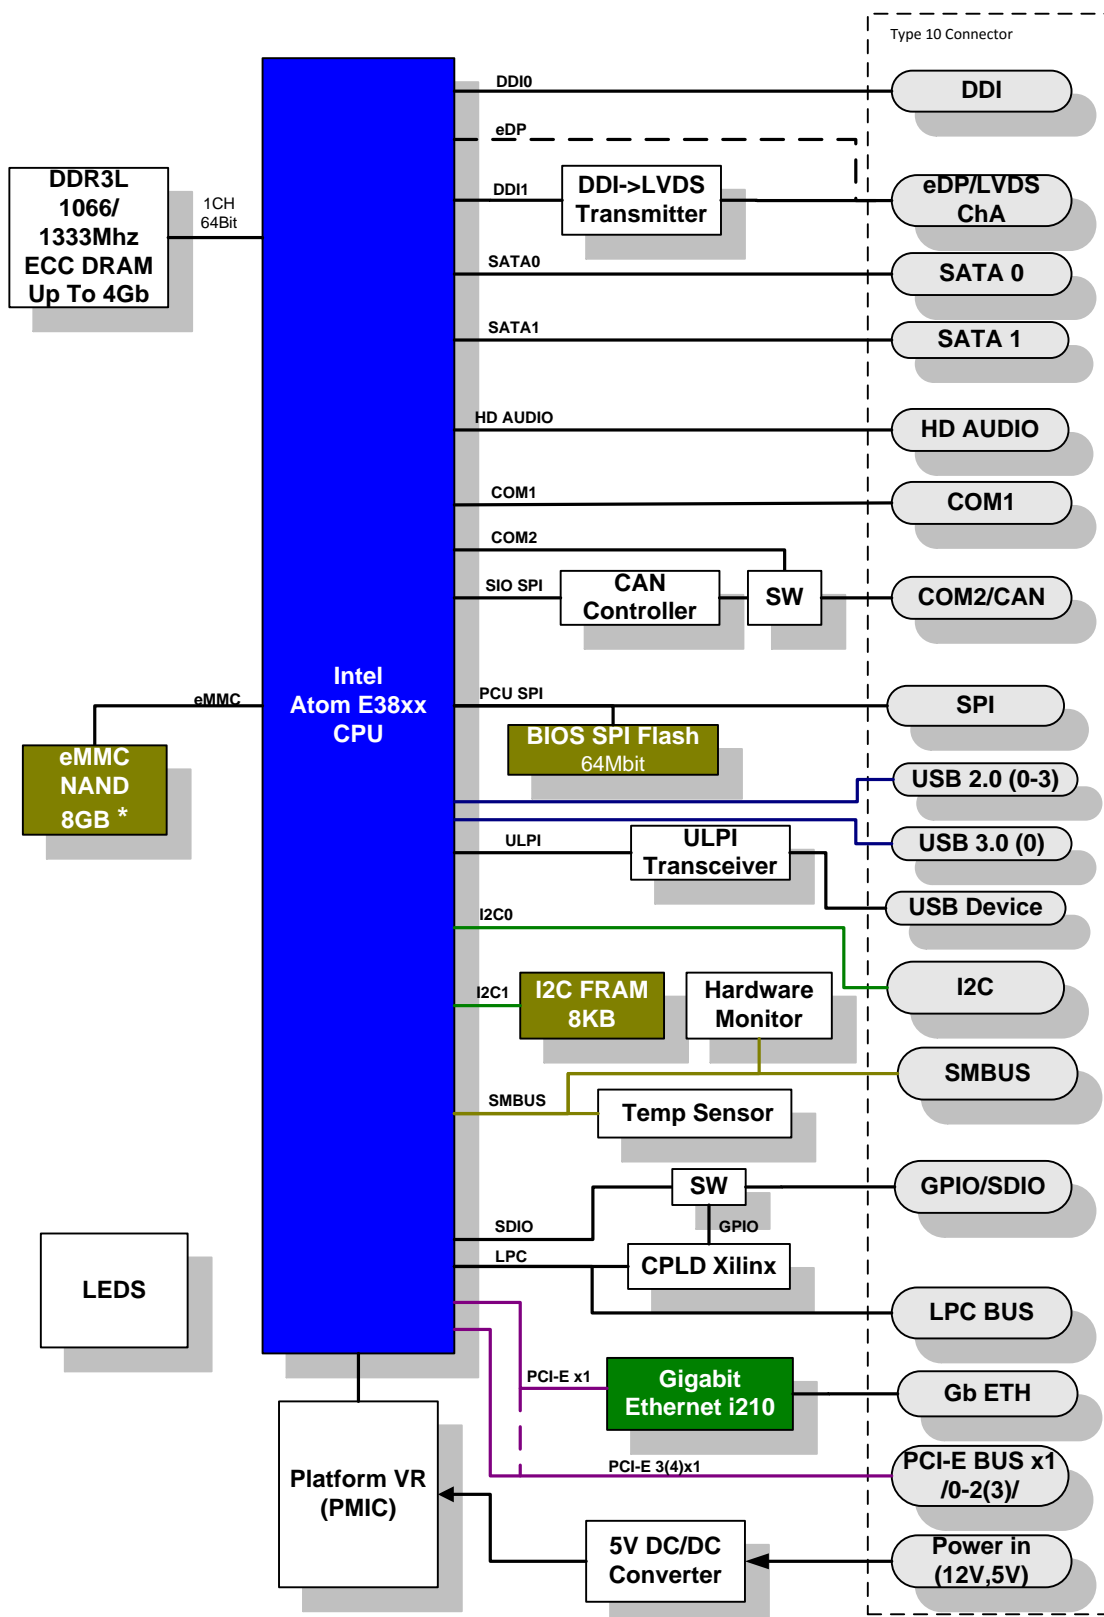 Type 10 Connector
DDI0
DDI
eDP
DDR3L
1066/
1333Mhz
ECC DRAM
Up To 4Gb
1CH
64Bit
DDI1
DDI->LVDS
Transmitter
eDP/LVDS
ChA
SATA0
SATA 0
SATA1
SATA 1
HD AUDIO
HD AUDIO
COM1
COM1
COM2
SIO SPI
CAN
Controller
SW
COM2/CAN
Intel
Atom E38xx
CPU
eMMC
eMMC
NAND
8GB *
PCU SPI
SPI
BIOS SPI Flash
64Mbit
USB 2.0 (0-3)
USB 3.0 (0)
ULPI
ULPI
Transceiver
USB Device
I2C0
I2C
I2C1
I2C FRAM
8KB
Hardware
Monitor
SMBUS
SMBUS
Temp Sensor
SW
GPIO/SDIO
SDIO
GPIO
LPC
CPLD Xilinx
LEDS
LPC BUS
PCI-E x1
Gigabit
Ethernet i210
Gb ETH
PCI-E 3(4)x1
PCI-E BUS x1
/0-2(3)/
Platform VR
(PMIC)
5V DC/DC
Converter
Power in
(12V,5V)